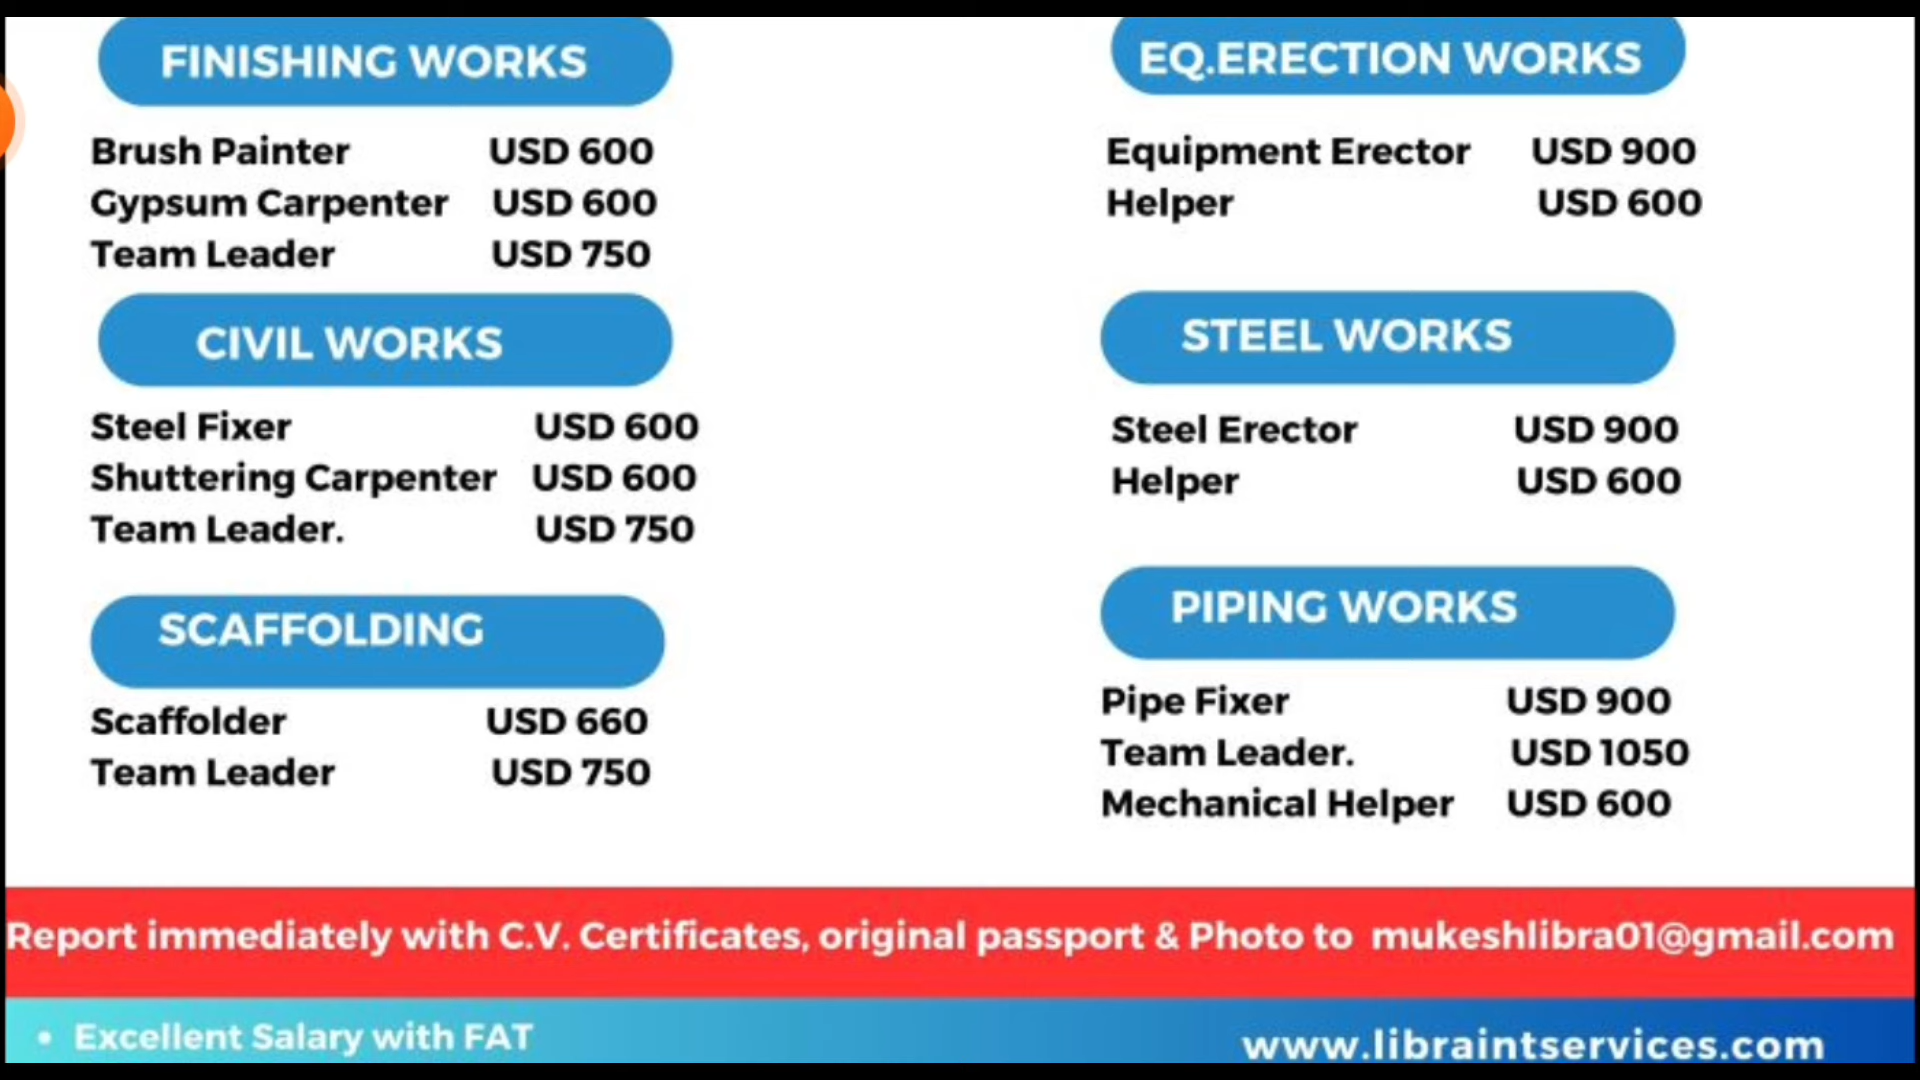 FINISHING WORKS
Brush Painter USD 600
Gypsum Carpenter USD 600
Team Leader USD 750
CIVIL WORKS
Steel Fixer USD 600
Shuttering Carpenter USD 600
Team Leader. USD 750
SCAFFOLDING
Scaffolder USD 660
Team Leader USD 750
EQ.ERECTION WORKS
Equipment Erector USD 900
Helper USD 600
STEEL WORKS
Steel Erector USD 900
Helper USD 600
PIPING WORKS
Pipe Fixer USD 900
Team Leader. USD 1050
Mechanical Helper USD 600
Report immediately with C.V. Certificates, original passport & Photo to mukeshlibra01@gmail.com
• Excellent Salary with FAT
www.libraintservices.com